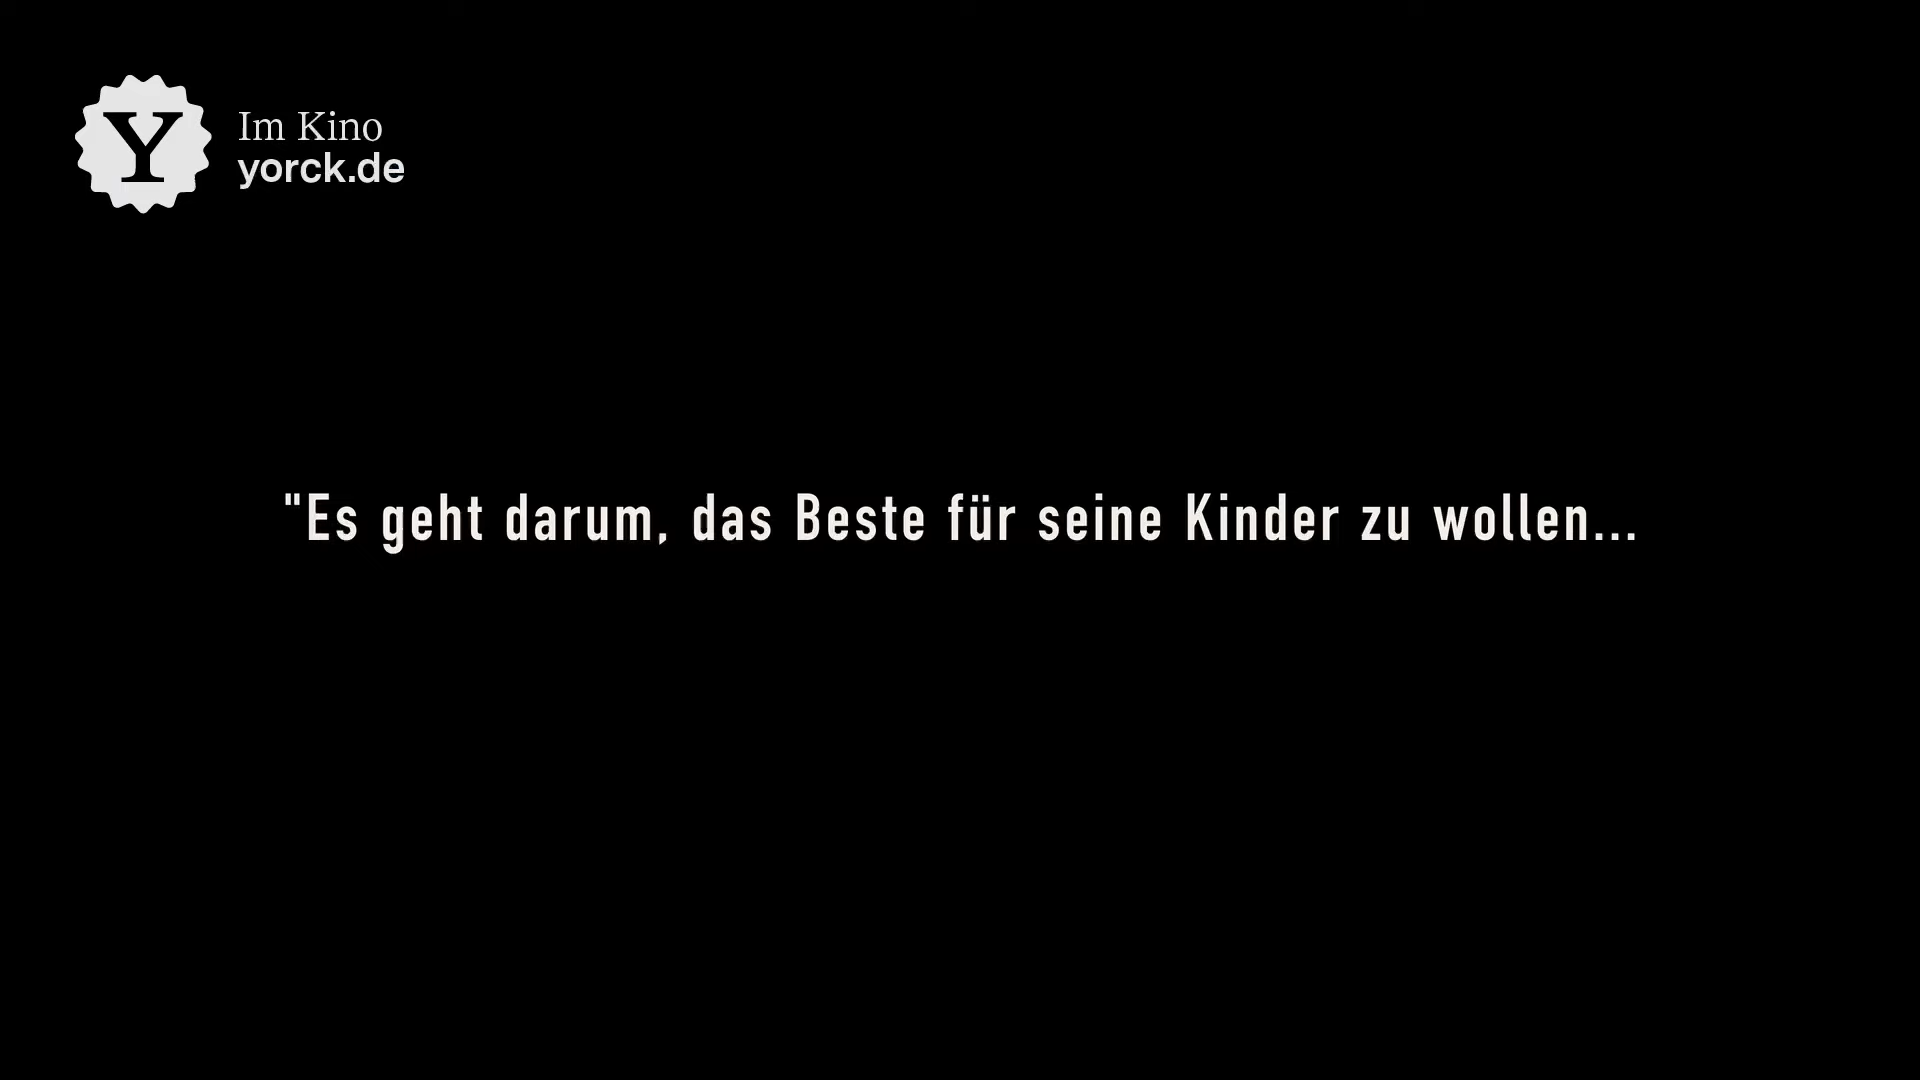 Y
Im Kino
yorck.de
"Es geht darum, das Beste für seine Kinder zu wollen...